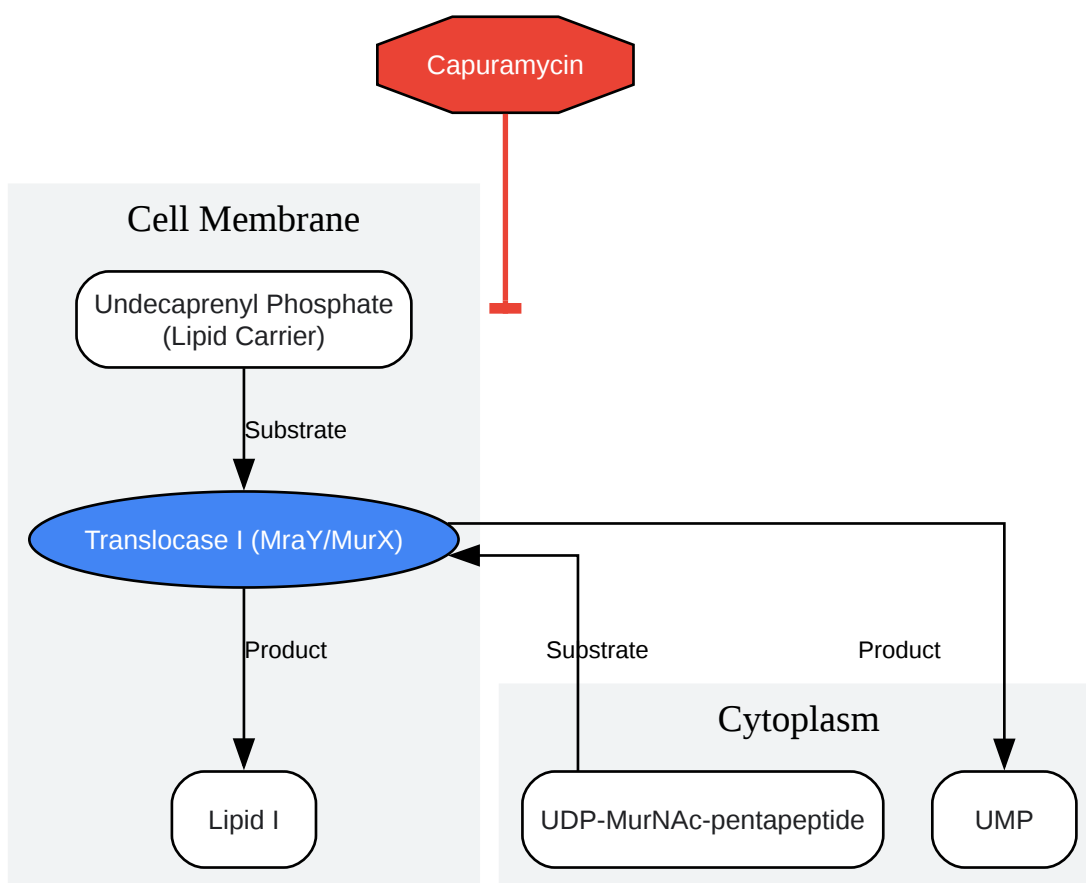 Capuramycin
Cell Membrane
Undecaprenyl Phosphate
(Lipid Carrier)
Substrate
Translocase I (MraY/MurX)
Product
Substrate
Product
Cytoplasm
Lipid I
UDP-MurNAc-pentapeptide
UMP